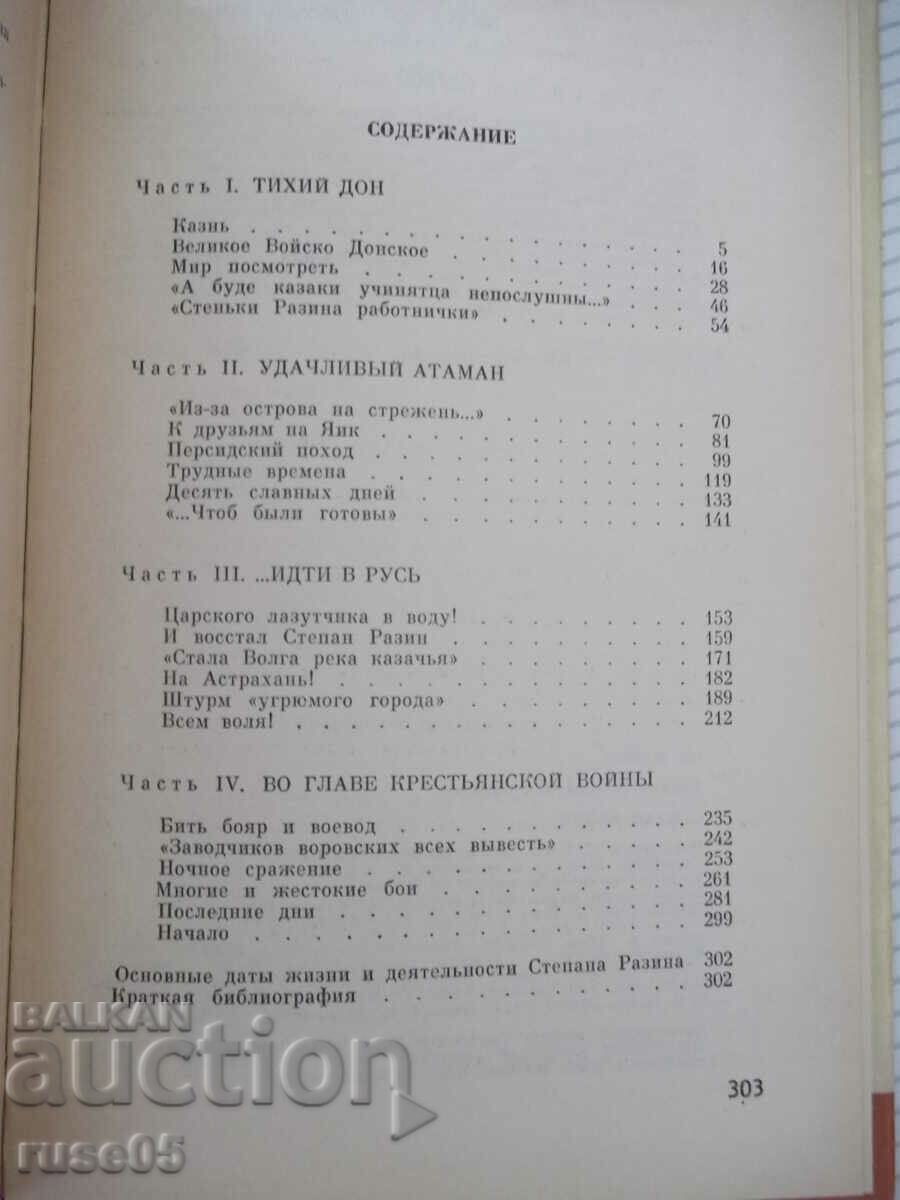 СОДЕРЖАНИЕ
Часть I. ТИХИЙ ДОН
Казнь . . . . . . . . . . . . . . . . 5
Великое Войско Донское . . . . . . . . . 16
Мир посмотреть . . . . . . . . . . . . 28
«А буде казаки учинятца непослушны...» . . . 46
«Стеньки Разина работнички» . . . . . . . 54
Часть II. УДАЧЛИВЫЙ АТАМАН
«Из-за острова на стрежень...» . . . . . . . 70
К друзьям на Яик . . . . . . . . . . . . 81
Персидский поход . . . . . . . . . . . . 99
Трудные времена . . . . . . . . . . . . 119
Десять славных дней . . . . . . . . . . . 133
«...Чтоб были готовы» . . . . . . . . . . 141
Часть III. ...ИДТИ В РУСЬ
Царского лазутчика в воду! . . . . . . . . 153
И восстал Степан Разин . . . . . . . . . 159
«Стала Волга река казачья» . . . . . . . . 171
На Астрахань! . . . . . . . . . . . . . 182
Штурм «угрюмого города» . . . . . . . . . 189
Всем воля! . . . . . . . . . . . . . . 212
Часть IV. ВО ГЛАВЕ КРЕСТЬЯНСКОЙ ВОЙНЫ
Бить бояр и воевод . . . . . . . . . . . 235
«Заводчиков воровских всех вывесть» . . . . . 242
Ночное сражение . . . . . . . . . . . . 253
Многие и жестокие бои . . . . . . . . . . 261
Последние дни . . . . . . . . . . . . . 281
Начало . . . . . . . . . . . . . . . . 299
Основные даты жизни и деятельности Степана Разина 302
Краткая библиография . . . . . . . . . . . 302
303
BALKAN
auction
ruse05